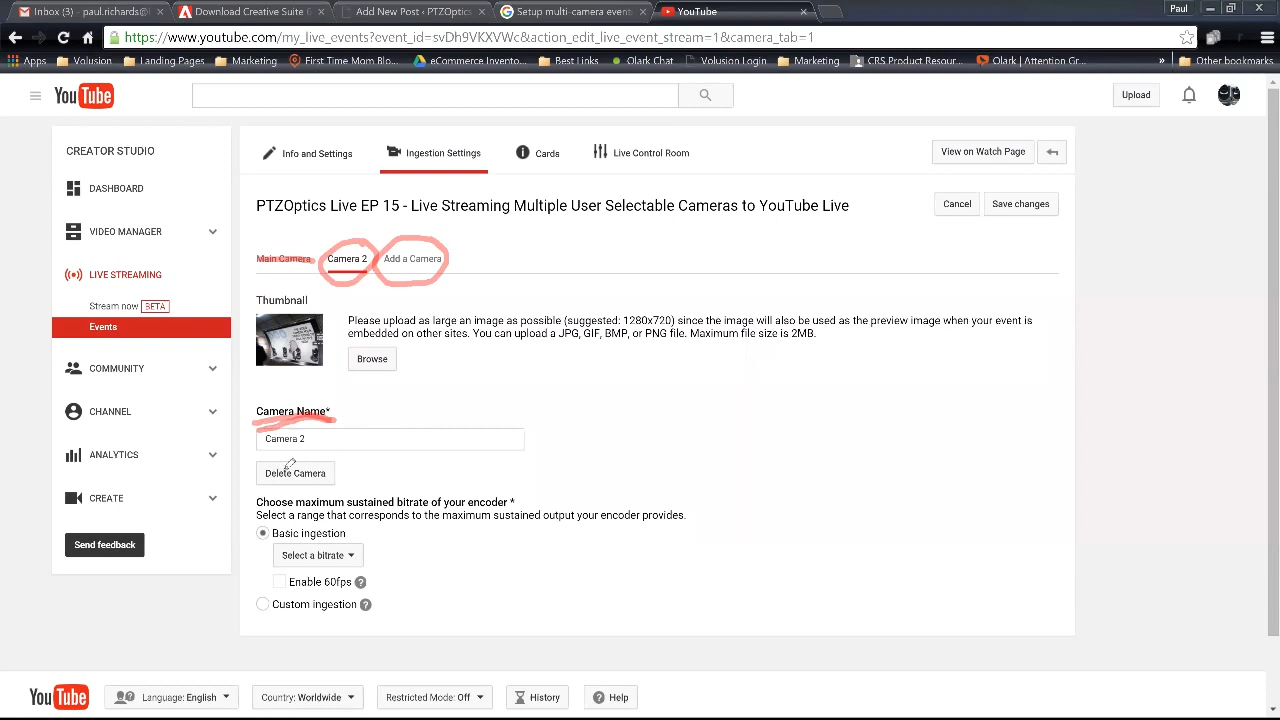 Inbox (3) - paul.richards@
Download Creative Suite 6
Add New Post ‹ PTZOptics
Setup multi-camera events
YouTube
Paul
https://www.youtube.com/my_live_events?event_id=svDh9VKXVWc&action_edit_live_event_stream=1&camera_tab=1
Apps
Volusion
Landing Pages
Marketing
First Time Mom Blo...
eCommerce Invento...
Best Links
Olark Chat
Volusion Login
Marketing
CRS Product Resour...
Olark | Attention Gr...
»
Other bookmarks
YouTube
Upload
CREATOR STUDIO
DASHBOARD
VIDEO MANAGER
LIVE STREAMING
Stream now BETA
Events
COMMUNITY
CHANNEL
ANALYTICS
CREATE
Send feedback
Info and Settings
Ingestion Settings
Cards
Live Control Room
View on Watch Page
PTZOptics Live EP 15 - Live Streaming Multiple User Selectable Cameras to YouTube Live
Cancel
Save changes
Main Camera
Camera 2
Add a Camera
Thumbnail
Please upload as large an image as possible (suggested: 1280x720) since the image will also be used as the preview image when your event is
embedded on other sites. You can upload a JPG, GIF, BMP, or PNG file. Maximum file size is 2MB.
Browse
Camera Name*
Camera 2
Delete Camera
Choose maximum sustained bitrate of your encoder *
Select a range that corresponds to the maximum sustained output your encoder provides.
Basic ingestion
Select a bitrate
Enable 60fps ?
Custom ingestion ?
YouTube
Language: English
Country: Worldwide
Restricted Mode: Off
History
Help